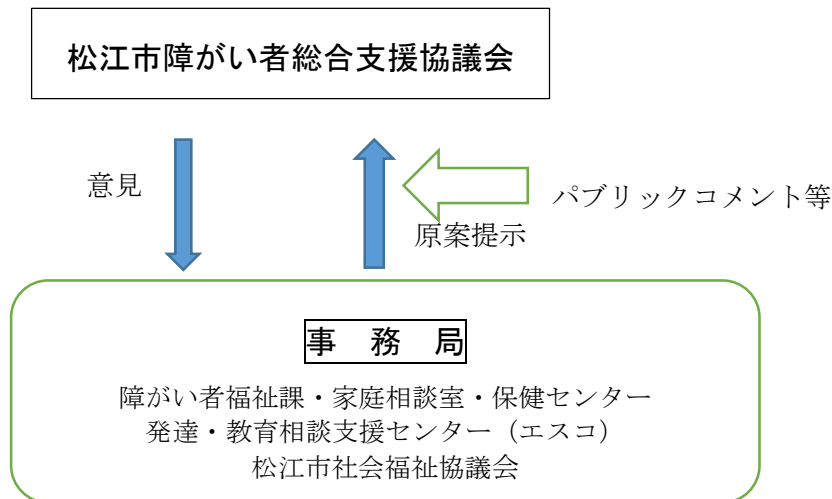 松江市障がい者総合支援協議会
意見
パブリックコメント等
原案提示
事　務　局
障がい者福祉課・家庭相談室・保健センター
発達・教育相談支援センター（エスコ）
松江市社会福祉協議会